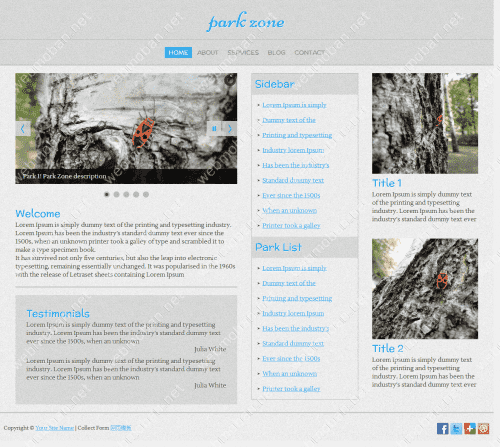 park zone
HOME ABOUT SERVICES BLOG CONTACT
Park 1! Park Zone description
Welcome
Lorem Ipsum is simply dummy text of the printing and typesetting industry.
Lorem Ipsum has been the industry's standard dummy text ever since the
1500s, when an unknown printer took a galley of type and scrambled it to
make a type specimen book.
It has survived not only five centuries, but also the leap into electronic
typesetting, remaining essentially unchanged. It was popularised in the 1960s
with the release of Letraset sheets containing Lorem Ipsum
Testimonials
Lorem Ipsum is simply dummy text of the printing and typesetting
industry. Lorem Ipsum has been the industry's standard dummy text
ever since the 1500s, when an unknown
Julia White
Lorem Ipsum is simply dummy text of the printing and typesetting
industry. Lorem Ipsum has been the industry's standard dummy text
ever since the 1500s, when an unknown
Julia White
Sidebar
Lorem Ipsum is simply
Dummy text of the
Printing and typesetting
Industry lorem Ipsum
Has been the industry's
Standard dummy text
Ever since the 1500s
When an unknown
Printer took a galley
Park List
Lorem Ipsum is simply
Dummy text of the
Printing and typesetting
Industry lorem Ipsum
Has been the industry's
Standard dummy text
Ever since the 1500s
When an unknown
Printer took a galley
Title 1
Lorem Ipsum is simply dummy text
of the printing and typesetting
industry. Lorem Ipsum has been the
industry's standard dummy text ever
Title 2
Lorem Ipsum is simply dummy text
of the printing and typesetting
industry. Lorem Ipsum has been the
industry's standard dummy text ever
Copyright © Your Site Name | Collect Form